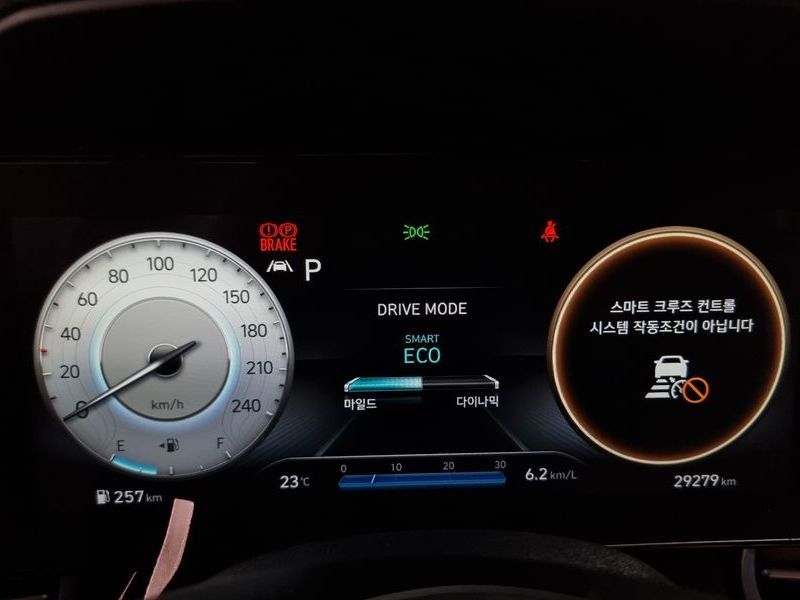 BRAKE
P
DRIVE MODE
SMART
ECO
마일드 다이나믹
0 20 40 60 80 100 120 150 180 210 240
km/h
E F
257 km
23℃
0 10 20 30
6.2 km/L
스마트 크루즈 컨트롤
시스템 작동조건이 아닙니다
29279 km